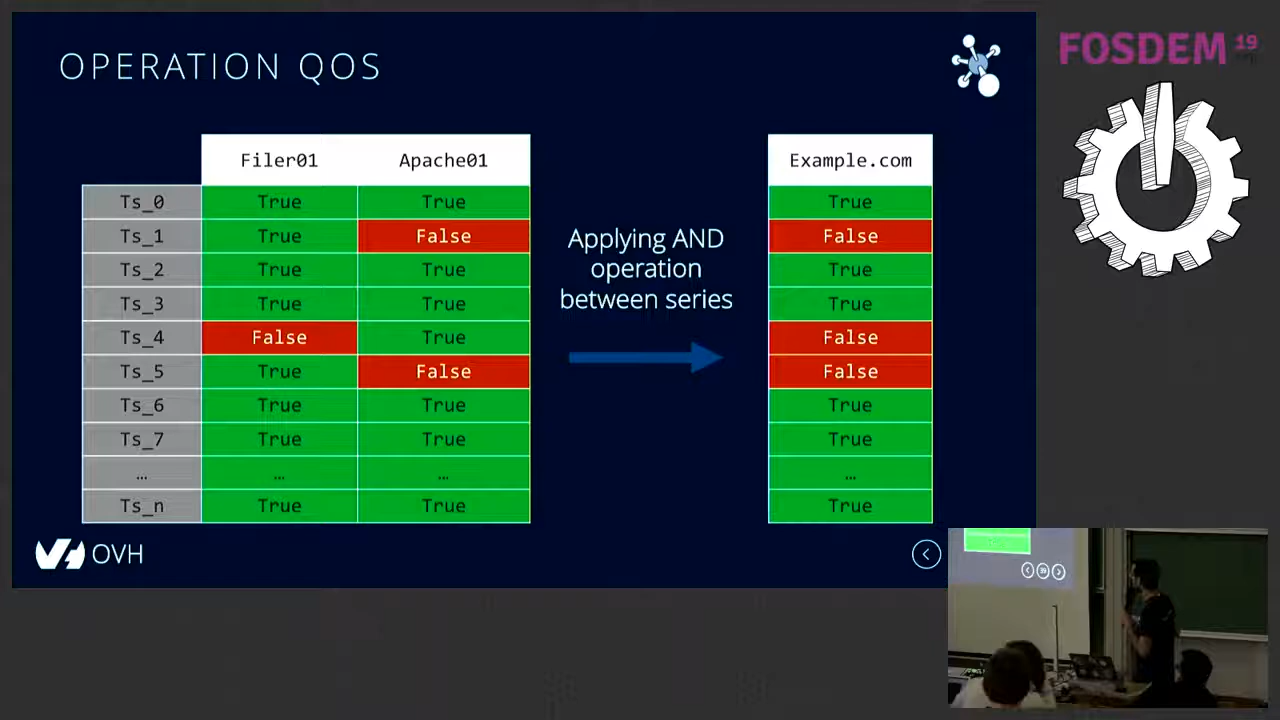 OPERATION QOS
FOSDEM 19
Filer01 Apache01
Example.com
Ts_0 True True True
Ts_1 True False False
Ts_2 True True True
Ts_3 True True True
Ts_4 False True False
Ts_5 True False False
Ts_6 True True True
Ts_7 True True True
… … … …
Ts_n True True True
Applying AND
operation
between series
OVH